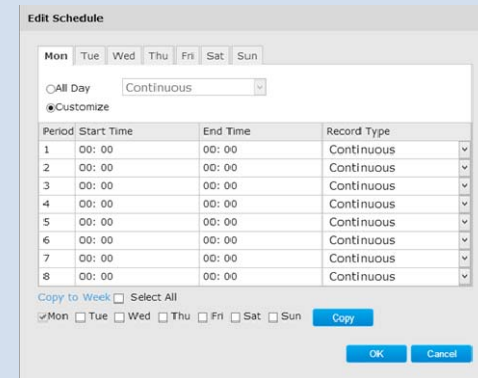 Edit Schedule
Mon Tue Wed Thu Fri Sat Sun
All Day Continuous
Customize
Period Start Time End Time Record Type
1 00: 00 00: 00 Continuous
2 00: 00 00: 00 Continuous
3 00: 00 00: 00 Continuous
4 00: 00 00: 00 Continuous
5 00: 00 00: 00 Continuous
6 00: 00 00: 00 Continuous
7 00: 00 00: 00 Continuous
8 00: 00 00: 00 Continuous
Copy to Week Select All
Mon Tue Wed Thu Fri Sat Sun Copy
OK Cancel